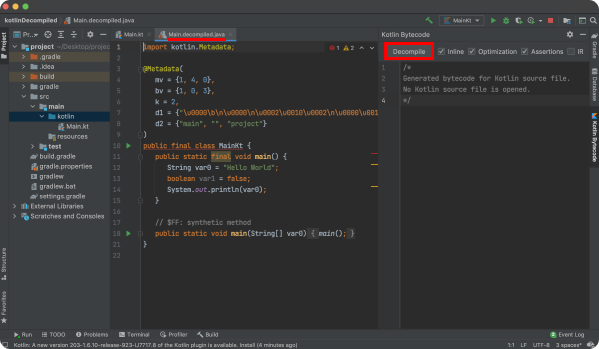 kotlinDecompiled
Main.decompiled.java
MainKt
Project
Pr...
Main.kt
Main.decompiled.java
Kotlin Bytecode
project ~/Desktop/project
.gradle
.idea
build
gradle
src
main
kotlin
Main.kt
resources
test
build.gradle
gradle.properties
gradlew
gradlew.bat
settings.gradle
External Libraries
Scratches and Consoles
1 import kotlin.Metadata;
1 2
2
3 @Metadata(
4 mv = {1, 4, 0},
5 bv = {1, 0, 3},
6 k = 2,
7 d1 = {"\u0000\b\n\u0000\n\u0002\u0010\u0002\n\u0000\u001
8 d2 = {"main", "", "project"}
9 )
10 public final class MainKt {
11 public static final void main() {
12 String var0 = "Hello World";
13 boolean var1 = false;
14 System.out.println(var0);
15 }
16
17 // $FF: synthetic method
18 public static void main(String[] var0) { main(); }
21 }
22
Decompile
Inline
Optimization
Assertions
IR
1 /*
2 Generated bytecode for Kotlin source file.
3 No Kotlin source file is opened.
4 */
Gradle
Database
Kotlin Bytecode
Structure
Favorites
Run
TODO
Problems
Terminal
Profiler
Build
Event Log
Kotlin: A new version 203-1.6.10-release-923-IJ7717.8 of the Kotlin plugin is available. Install (4 minutes ago)
1:1 LF UTF-8 3 spaces*